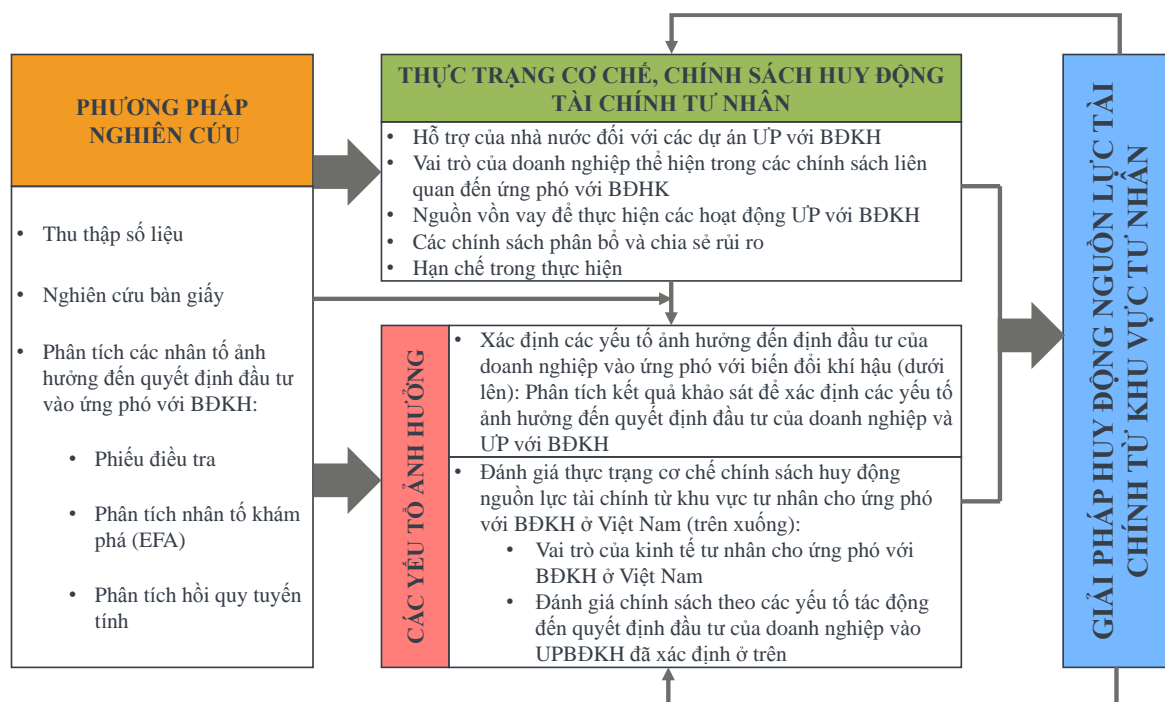 PHƯƠNG PHÁP
NGHIÊN CỨU
• Thu thập số liệu
• Nghiên cứu bàn giấy
• Phân tích các nhân tố ảnh
hưởng đến quyết định đầu tư
vào ứng phó với BĐKH:
• Phiếu điều tra
• Phân tích nhân tố khám
phá (EFA)
• Phân tích hồi quy tuyến
tính
THỰC TRẠNG CƠ CHẾ, CHÍNH SÁCH HUY ĐỘNG
TÀI CHÍNH TƯ NHÂN
• Hỗ trợ của nhà nước đối với các dự án ƯP với BĐKH
• Vai trò của doanh nghiệp thể hiện trong các chính sách liên
quan đến ứng phó với BĐHK
• Nguồn vốn vay để thực hiện các hoạt động ƯP với BĐKH
• Các chính sách phân bổ và chia sẻ rủi ro
• Hạn chế trong thực hiện
CÁC YẾU TỐ ẢNH HƯỞNG
• Xác định các yếu tố ảnh hưởng đến định đầu tư của
doanh nghiệp vào ứng phó với biến đổi khí hậu (dưới
lên): Phân tích kết quả khảo sát để xác định các yếu tố
ảnh hưởng đến quyết định đầu tư của doanh nghiệp và
ƯP với BĐKH
• Đánh giá thực trạng cơ chế chính sách huy động
nguồn lực tài chính từ khu vực tư nhân cho ứng phó
với BĐKH ở Việt Nam (trên xuống):
• Vai trò của kinh tế tư nhân cho ứng phó với
BĐKH ở Việt Nam
• Đánh giá chính sách theo các yếu tố tác động
đến quyết định đầu tư của doanh nghiệp vào
UPBĐKH đã xác định ở trên
GIẢI PHÁP HUY ĐỘNG NGUỒN LỰC TÀI
CHÍNH TỪ KHU VỰC TƯ NHÂN